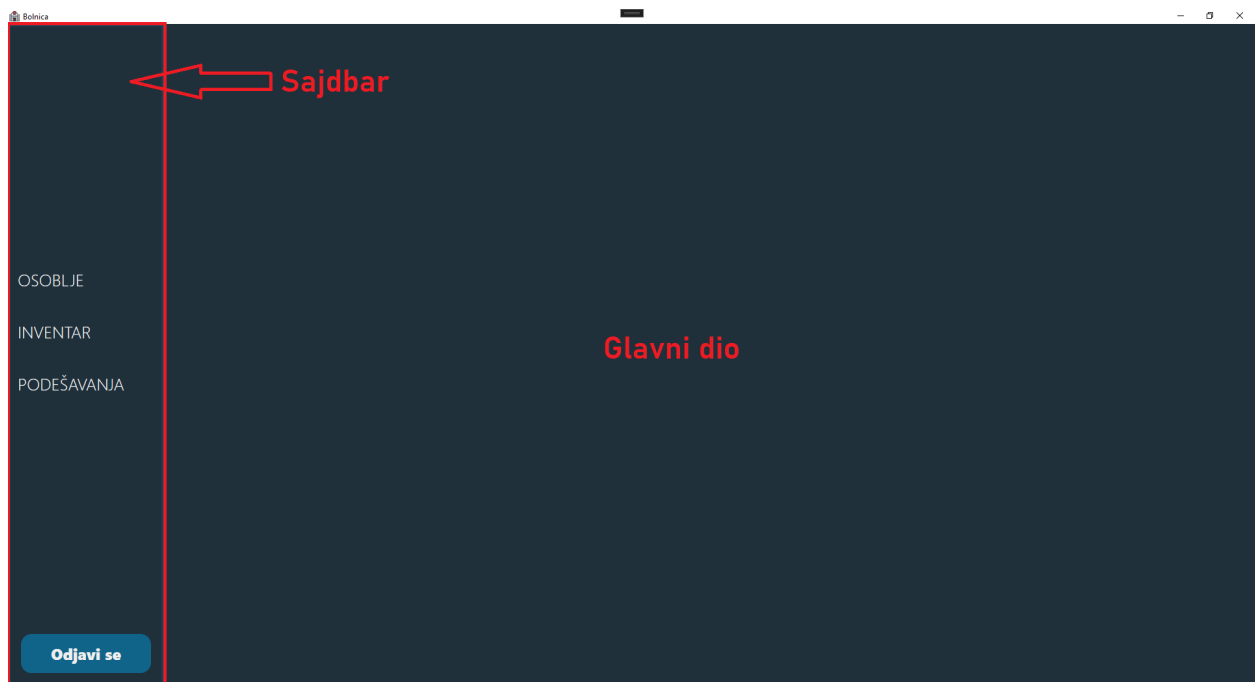 Bolnica
Sajdbar
OSOBLJE
INVENTAR
Glavni dio
PODEŠAVANJA
Odjavi se